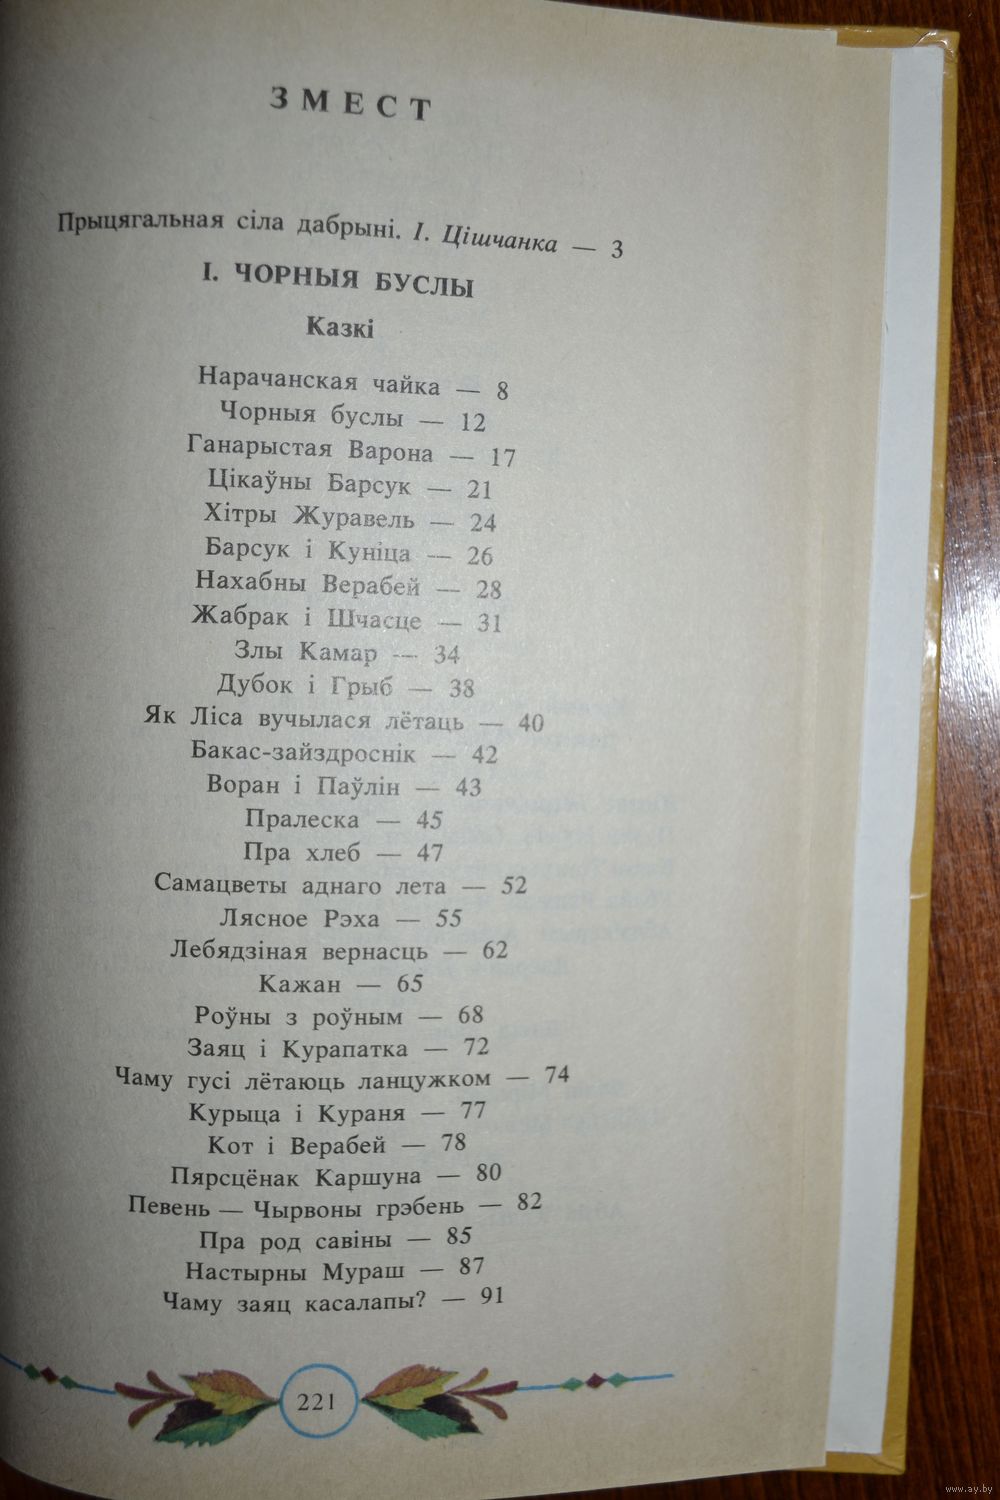 ЗМЕСТ
Прыцягальная сіла дабрыні. І. Цішчанка — 3
І. ЧОРНЫЯ БУСЛЫ
Казкі
Нарачанская чайка — 8
Чорныя буслы — 12
Ганарыстая Варона — 17
Цікаўны Барсук — 21
Хітры Журавель — 24
Барсук і Куніца — 26
Нахабны Верабей — 28
Жабрак і Шчасце — 31
Злы Камар — 34
Дубок і Грыб — 38
Як Ліса вучылася лётаць — 40
Бакас-зайздроснік — 42
Воран і Паўлін — 43
Пралеска — 45
Пра хлеб — 47
Самацветы аднаго лета — 52
Лясное Рэха — 55
Лебядзіная вернасць — 62
Кажан — 65
Роўны з роўным — 68
Заяц і Курапатка — 72
Чаму гусі лётаюць ланцужком — 74
Курыца і Кураня — 77
Кот і Верабей — 78
Пярсцёнак Каршуна — 80
Певень — Чырвоны грэбень — 82
Пра род савіны — 85
Настырны Мураш — 87
Чаму заяц касалапы? — 91
221
www.ay.by